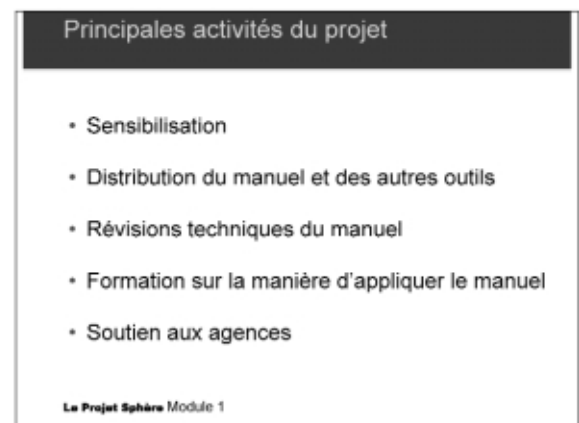 Principales activités du projet
• Sensibilisation
• Distribution du manuel et des autres outils
• Révisions techniques du manuel
• Formation sur la manière d'appliquer le manuel
• Soutien aux agences
Le Projet Sphère Module 1